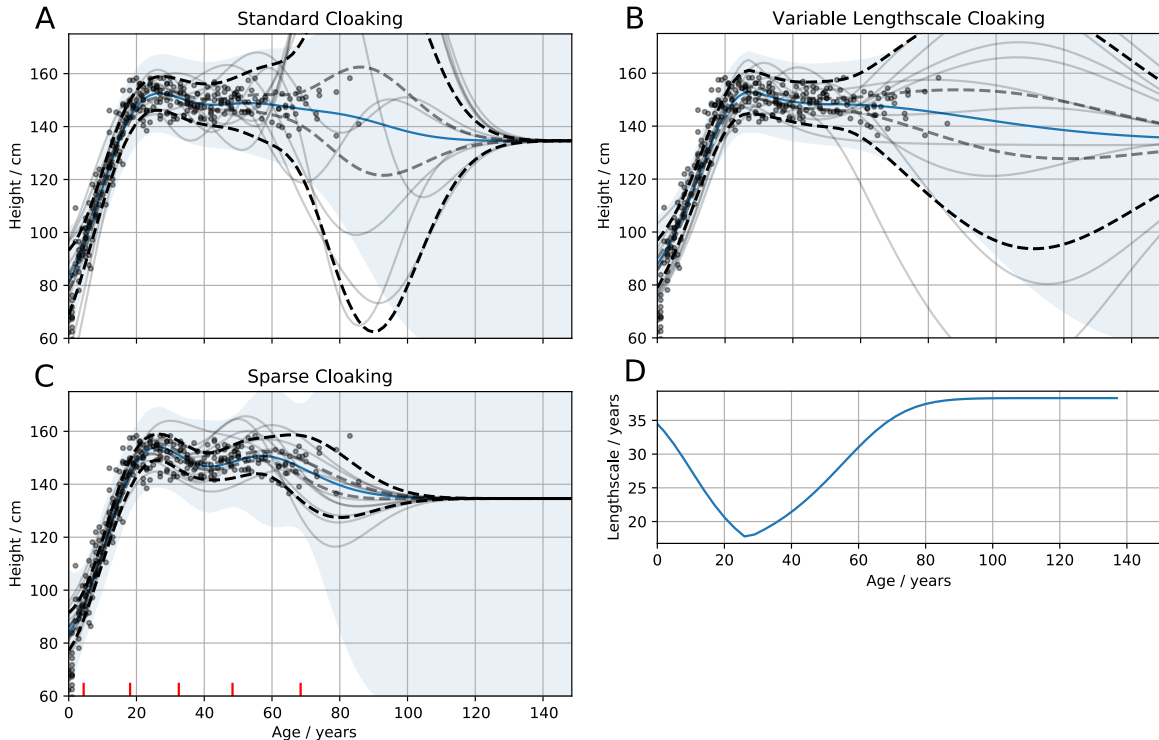 A
Standard Cloaking
160
140
120
100
80
60
Height / cm
B
Variable Lengthscale Cloaking
160
140
120
100
80
60
Height / cm
C
Sparse Cloaking
160
140
120
100
80
60
Height / cm
0 20 40 60 80 100 120 140
Age / years
D
35
30
25
20
Lengthscale / years
0 20 40 60 80 100 120 140
Age / years